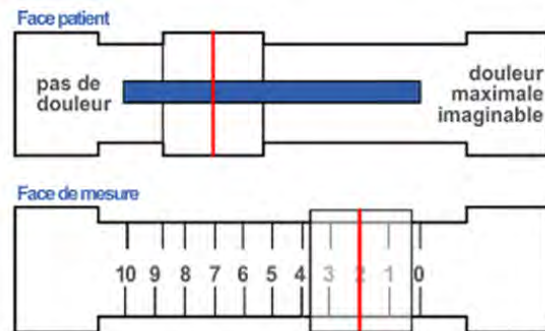 Face patient
pas de
douleur
douleur
maximale
imaginable
Face de mesure
10 9 8 7 6 5 4 3 2 1 0